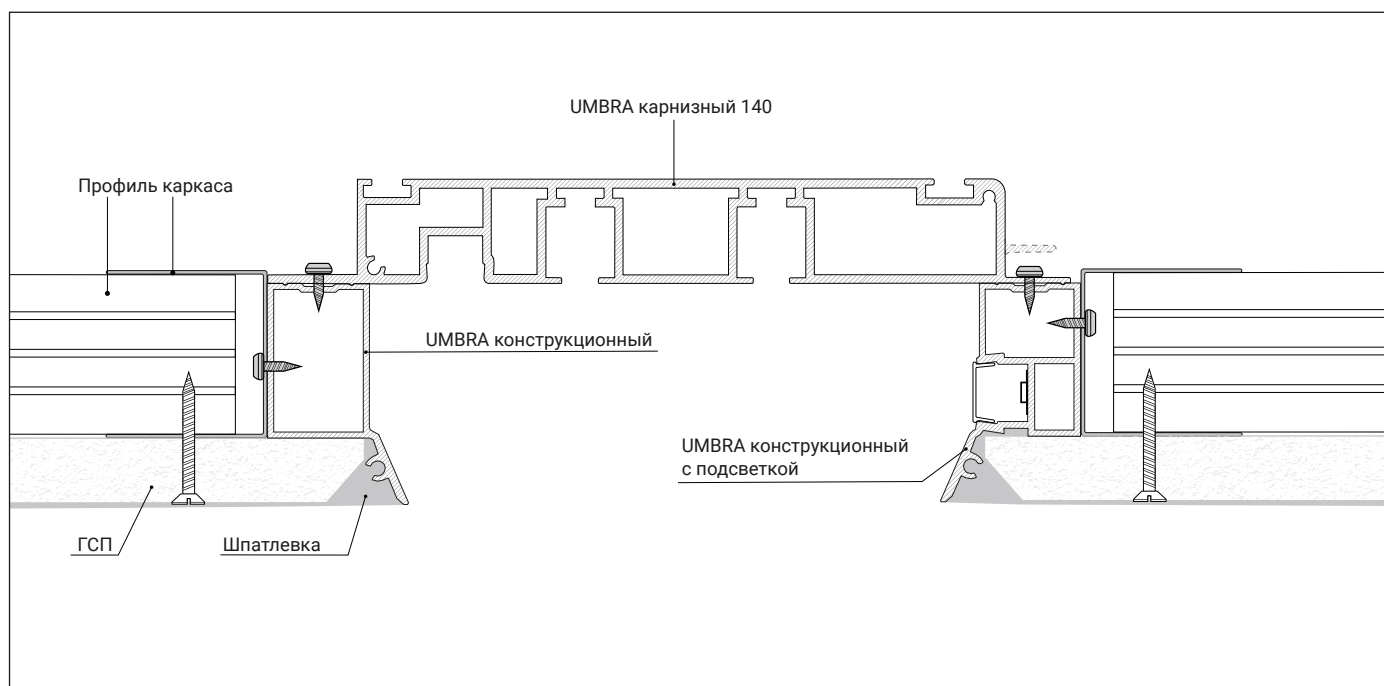 UMBRA карнизный 140
Профиль каркаса
UMBRA конструкционный
UMBRA конструкционный
с подсветкой
ГСП
Шпатлевка